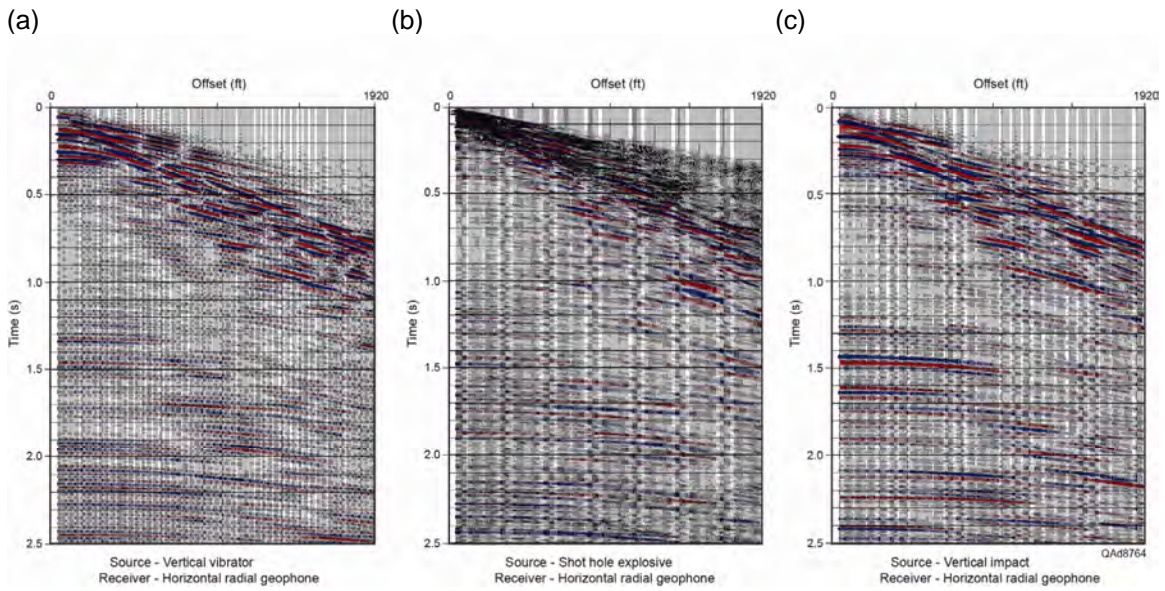 (a)
(b)
(c)
Offset (ft)
0 1920
0
0.5
1.0
1.5
2.0
2.5
Time (s)
Source - Vertical vibrator
Receiver - Horizontal radial geophone
Offset (ft)
0 1920
0
0.5
1.0
1.5
2.0
2.5
Time (s)
Source - Shot hole explosive
Receiver - Horizontal radial geophone
Offset (ft)
0 1920
0
0.5
1.0
1.5
2.0
2.5
Time (s)
QAd8764
Source - Vertical impact
Receiver - Horizontal radial geophone